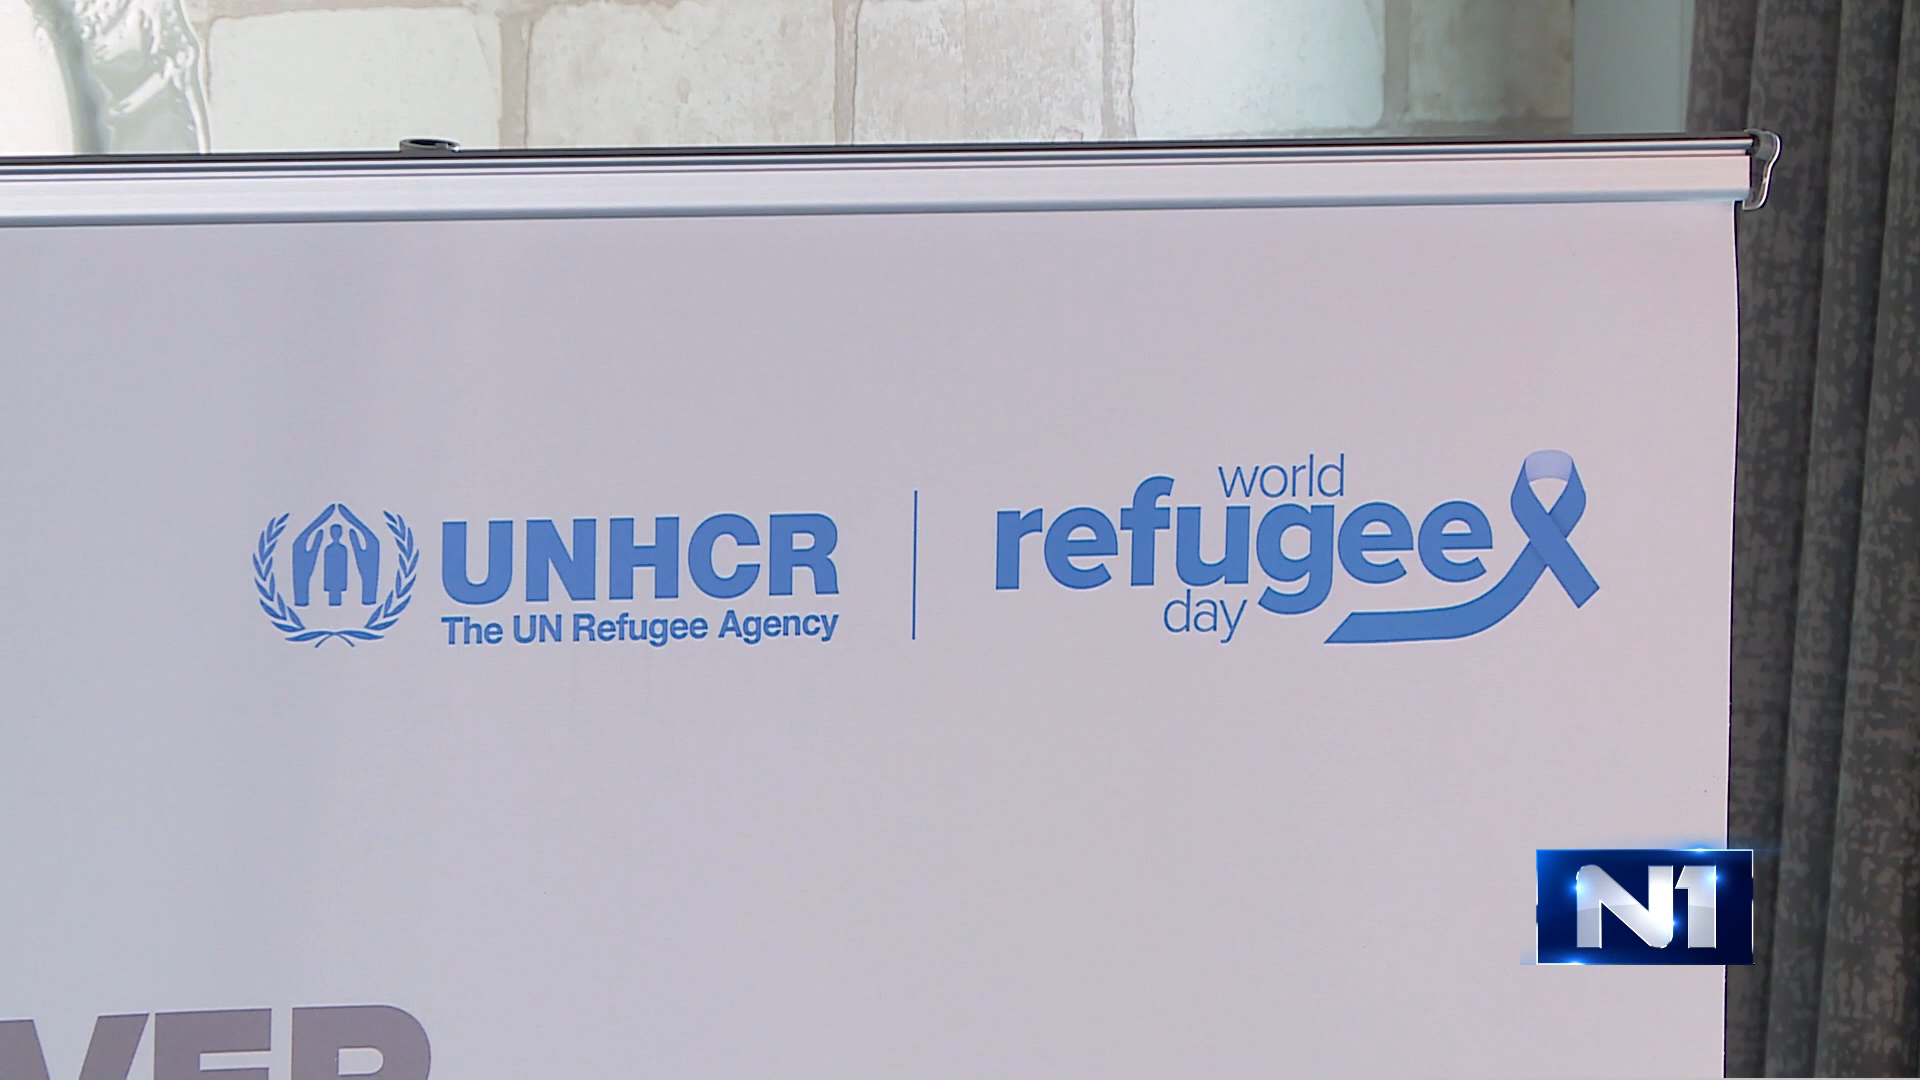 UNHCR
The UN Refugee Agency
world
refugee
day
N1